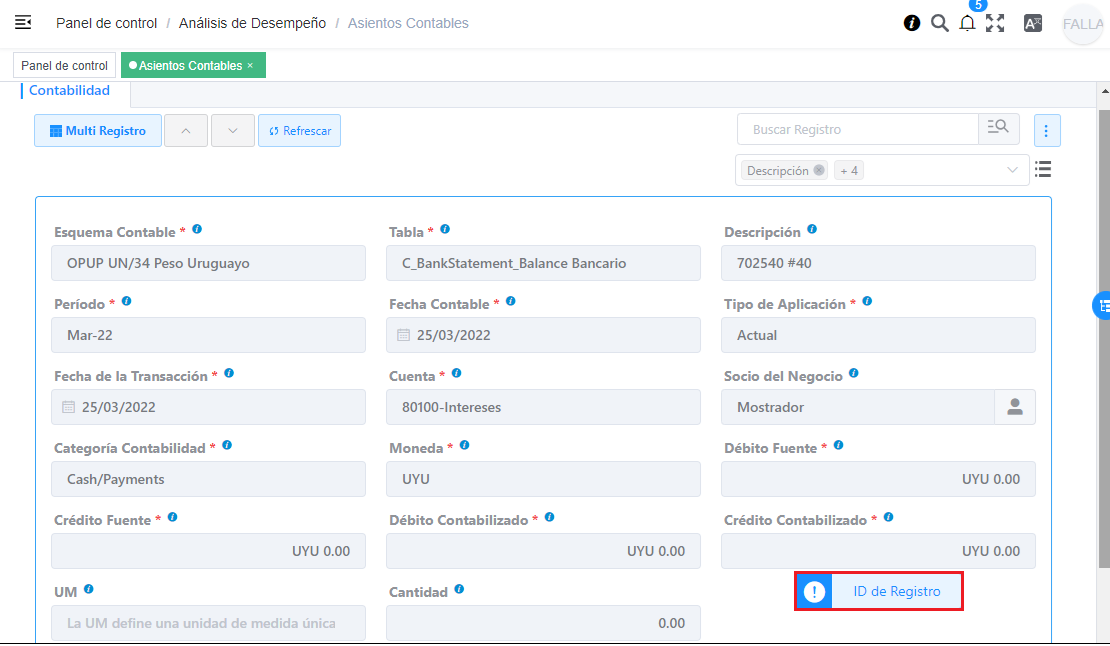 Panel de control / Análisis de Desempeño / Asientos Contables
5
FALLA
Panel de control
Asientos Contables ×
Contabilidad
Multi Registro
Refrescar
Buscar Registro
Descripción
+ 4
Esquema Contable *
Tabla *
Descripción
OPUP UN/34 Peso Uruguayo
C_BankStatement_Balance Bancario
702540 #40
Período *
Fecha Contable *
Tipo de Aplicación *
Mar-22
25/03/2022
Actual
Fecha de la Transacción *
Cuenta *
Socio del Negocio
25/03/2022
80100-Intereses
Mostrador
Categoría Contabilidad *
Moneda *
Débito Fuente *
Cash/Payments
UYU
UYU 0.00
Crédito Fuente *
Débito Contabilizado *
Crédito Contabilizado *
UYU 0.00
UYU 0.00
UYU 0.00
UM
Cantidad
ID de Registro
La UM define una unidad de medida única
0.00